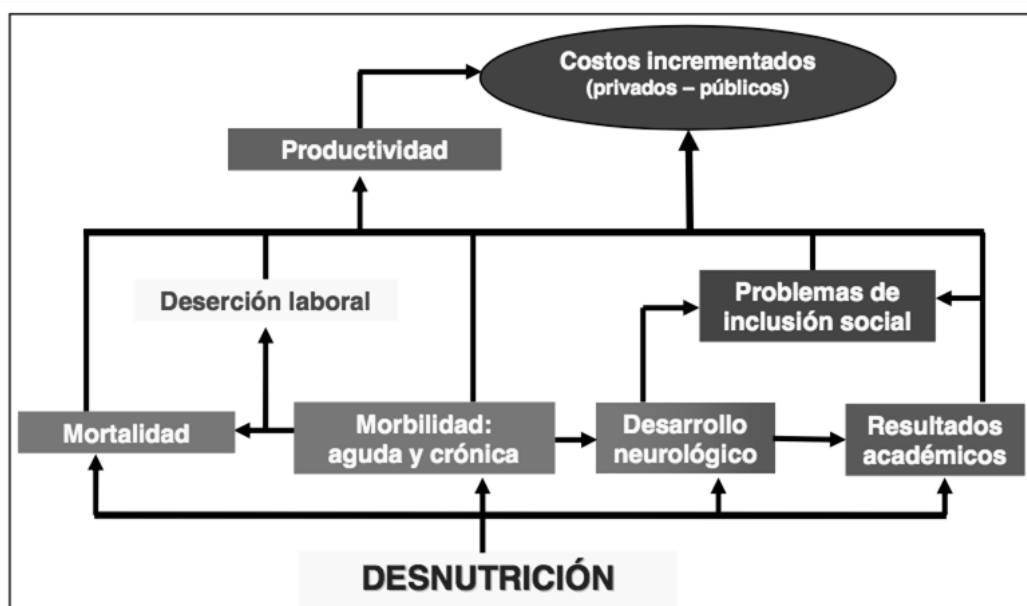 Costos incrementados
(privados – públicos)
Productividad
Deserción laboral
Problemas de
inclusión social
Mortalidad
Morbilidad:
aguda y crónica
Desarrollo
neurológico
Resultados
académicos
DESNUTRICIÓN